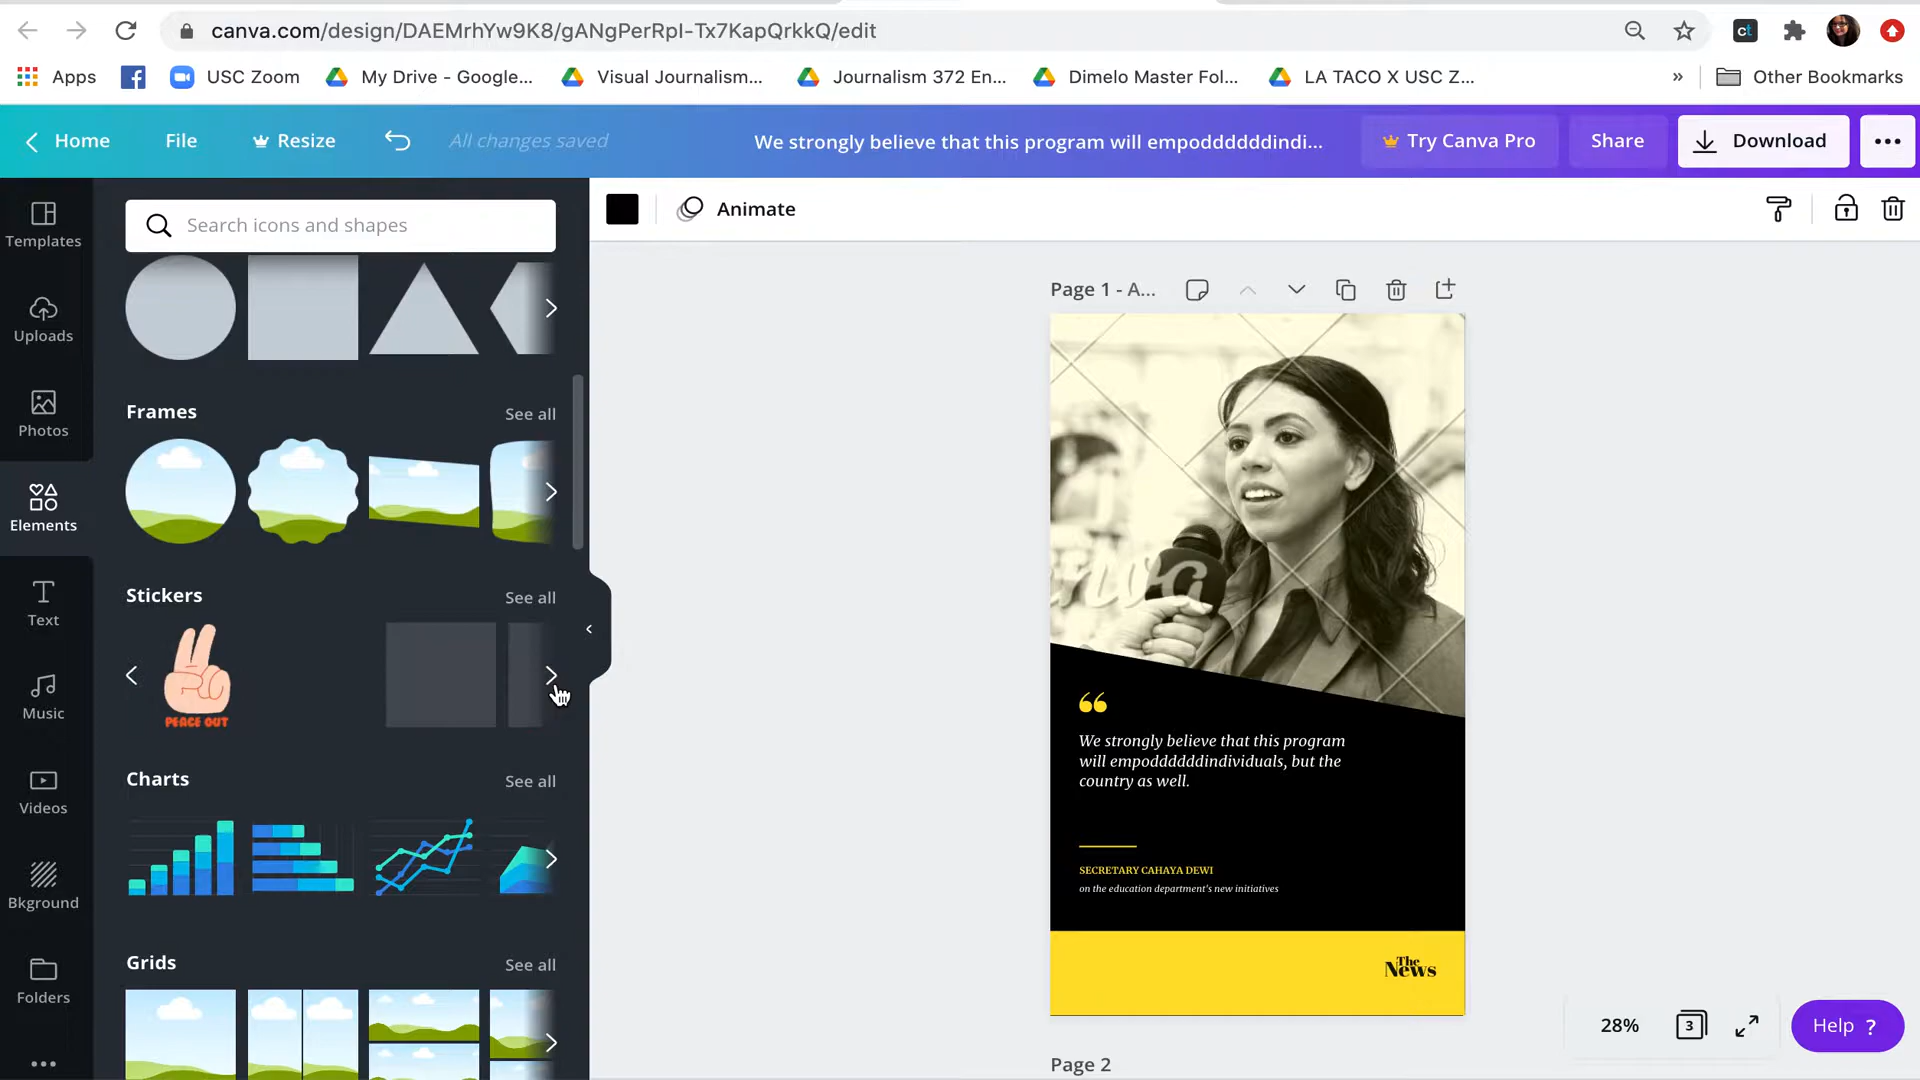 canva.com/design/DAEMrhYw9K8/gANgPerRpI-Tx7KapQrkkQ/edit
Apps
USC Zoom
My Drive - Google...
Visual Journalism...
Journalism 372 En...
Dimelo Master Fol...
LA TACO X USC Z...
»
Other Bookmarks
Home
File
Resize
All changes saved
We strongly believe that this program will empoddddddindi...
Try Canva Pro
Share
Download
Templates
Uploads
Photos
Elements
Text
Music
Videos
Bkground
Folders
Search icons and shapes
Frames
See all
Stickers
See all
PEACE OUT
Charts
See all
Grids
See all
Animate
Page 1 - A...
“
We strongly believe that this program
will empoddddddindividuals, but the
country as well.
SECRETARY CAHAYA DEWI
on the education department's new initiatives
The
News
Page 2
28%
3
Help ?
ct